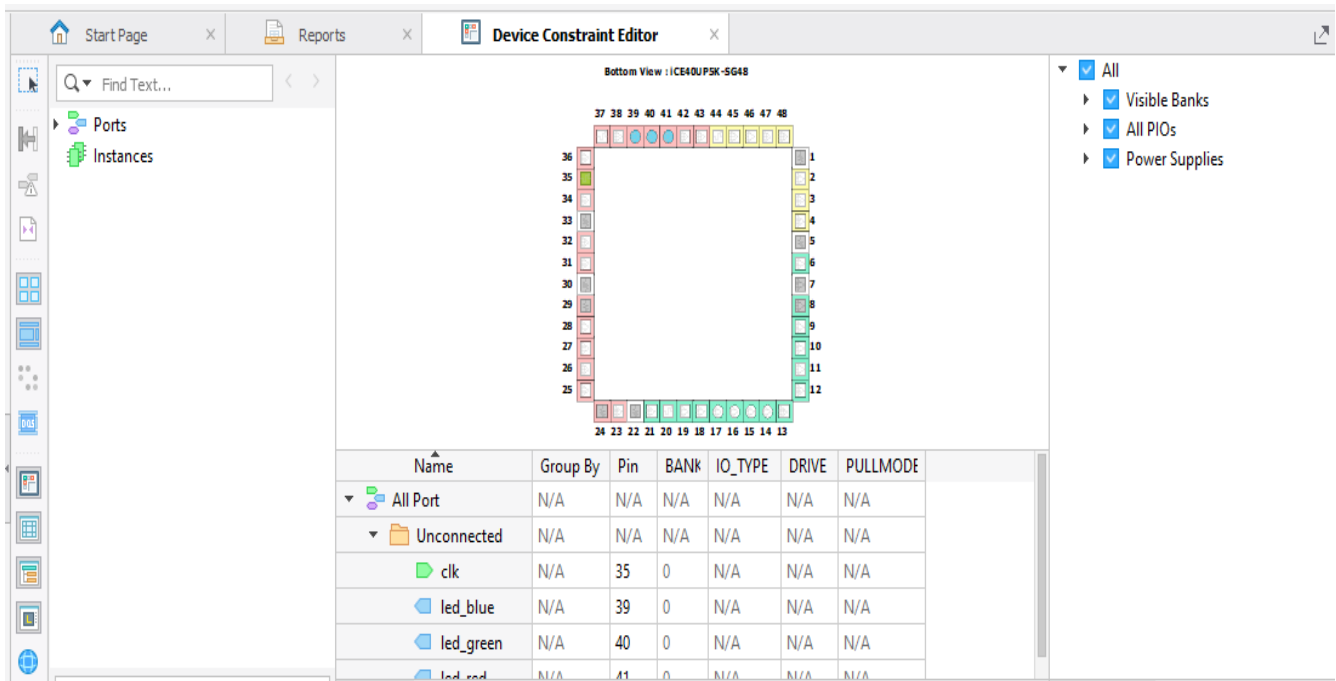 Start Page
Reports
Device Constraint Editor
Find Text...
Ports
Instances
Bottom View : iCE40UP5K-SG48
37 38 39 40 41 42 43 44 45 46 47 48
36
35
34
33
32
31
30
29
28
27
26
25
1
2
3
4
5
6
7
8
9
10
11
12
24 23 22 21 20 19 18 17 16 15 14 13
All
Visible Banks
All PIOs
Power Supplies
DQS
Name Group By Pin BANK IO_TYPE DRIVE PULLMODE
All Port N/A N/A N/A N/A N/A N/A
Unconnected N/A N/A N/A N/A N/A N/A
clk N/A 35 0 N/A N/A N/A
led_blue N/A 39 0 N/A N/A N/A
led_green N/A 40 0 N/A N/A N/A
led_red N/A 41 0 N/A N/A N/A
L